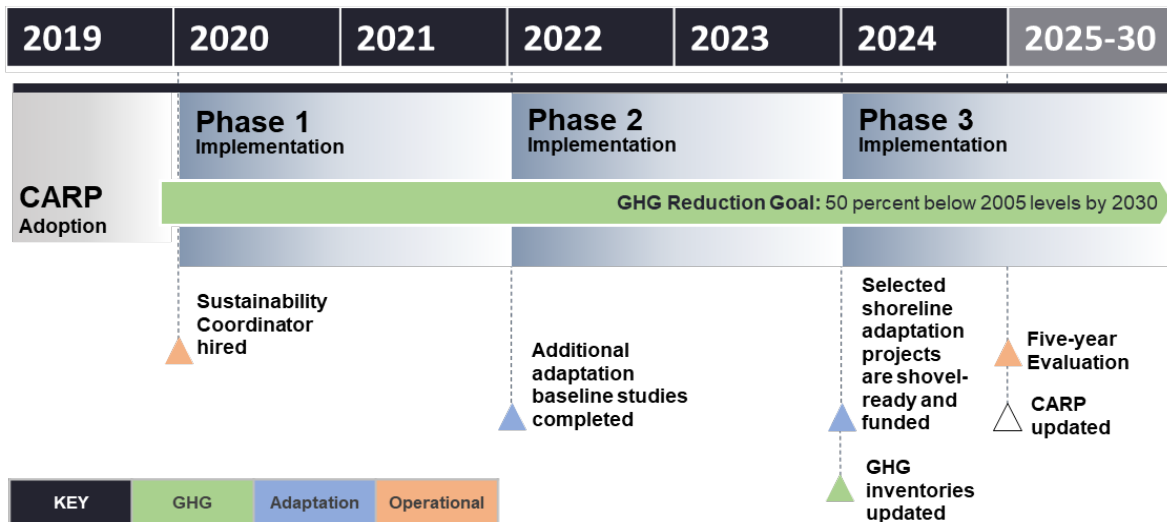 2019 2020 2021 2022 2023 2024 2025-30
CARP
Adoption
Phase 1
Implementation
Phase 2
Implementation
Phase 3
Implementation
GHG Reduction Goal: 50 percent below 2005 levels by 2030
Sustainability
Coordinator
hired
Additional
adaptation
baseline studies
completed
Selected
shoreline
adaptation
projects
are shovel-
ready and
funded
GHG
inventories
updated
Five-year
Evaluation
CARP
updated
KEY GHG Adaptation Operational